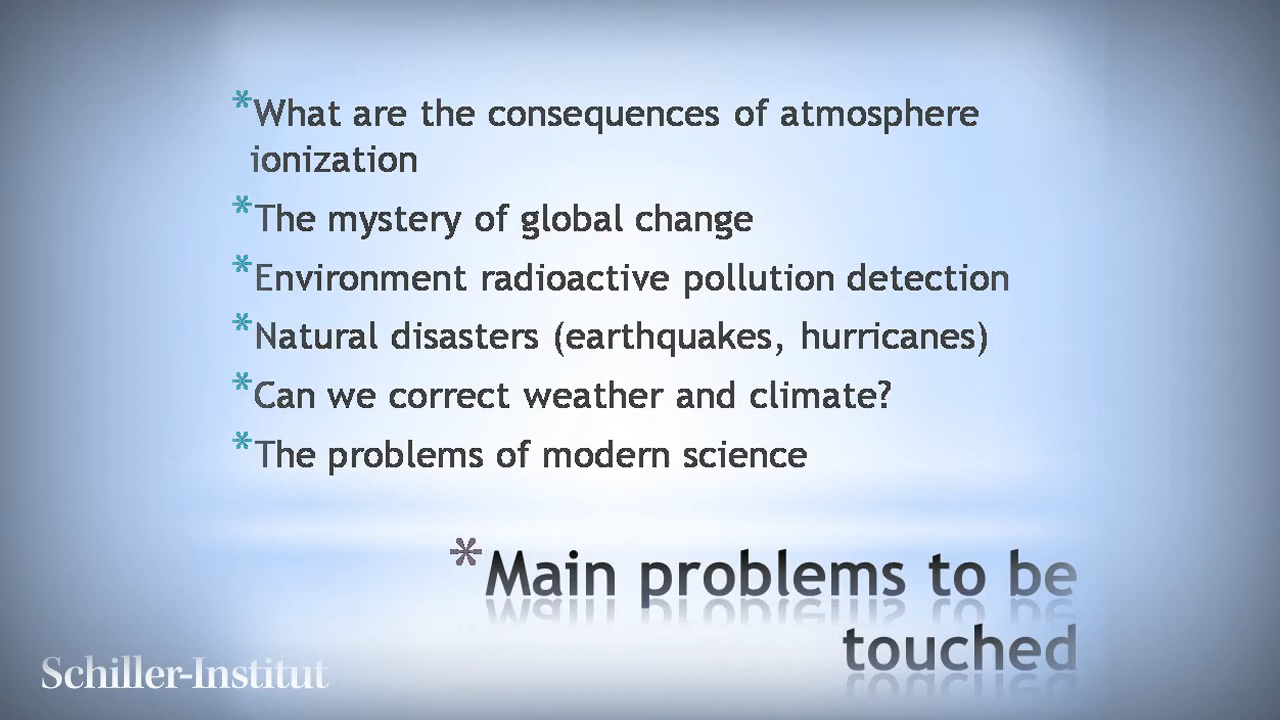 *What are the consequences of atmosphere
ionization
*The mystery of global change
*Environment radioactive pollution detection
*Natural disasters (earthquakes, hurricanes)
*Can we correct weather and climate?
*The problems of modern science
*Main problems to be
touched
Schiller-Institut